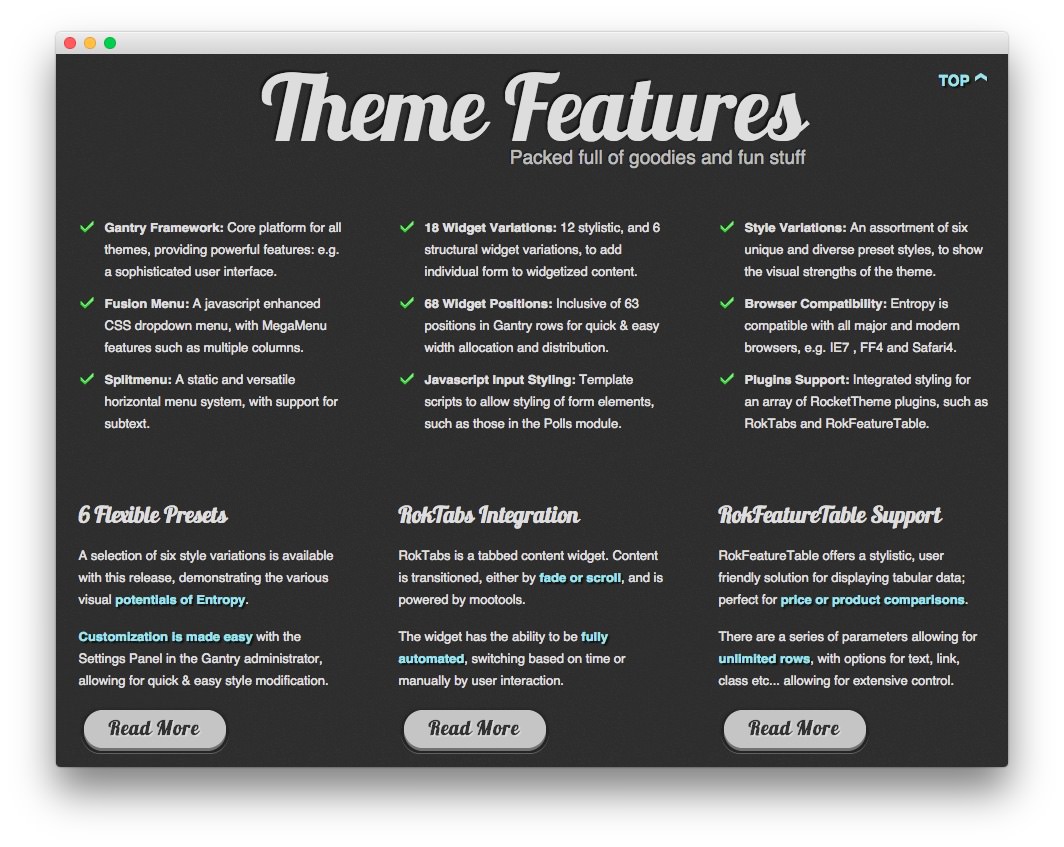 TOP
Theme Features
Packed full of goodies and fun stuff
Gantry Framework: Core platform for all
themes, providing powerful features: e.g.
a sophisticated user interface.
Fusion Menu: A javascript enhanced
CSS dropdown menu, with MegaMenu
features such as multiple columns.
Splitmenu: A static and versatile
horizontal menu system, with support for
subtext.
18 Widget Variations: 12 stylistic, and 6
structural widget variations, to add
individual form to widgetized content.
68 Widget Positions: Inclusive of 63
positions in Gantry rows for quick & easy
width allocation and distribution.
Javascript Input Styling: Template
scripts to allow styling of form elements,
such as those in the Polls module.
Style Variations: An assortment of six
unique and diverse preset styles, to show
the visual strengths of the theme.
Browser Compatibility: Entropy is
compatible with all major and modern
browsers, e.g. IE7 , FF4 and Safari4.
Plugins Support: Integrated styling for
an array of RocketTheme plugins, such as
RokTabs and RokFeatureTable.
6 Flexible Presets
A selection of six style variations is available
with this release, demonstrating the various
visual potentials of Entropy.
Customization is made easy with the
Settings Panel in the Gantry administrator,
allowing for quick & easy style modification.
Read More
RokTabs Integration
RokTabs is a tabbed content widget. Content
is transitioned, either by fade or scroll, and is
powered by mootools.
The widget has the ability to be fully
automated, switching based on time or
manually by user interaction.
Read More
RokFeatureTable Support
RokFeatureTable offers a stylistic, user
friendly solution for displaying tabular data;
perfect for price or product comparisons.
There are a series of parameters allowing for
unlimited rows, with options for text, link,
class etc... allowing for extensive control.
Read More